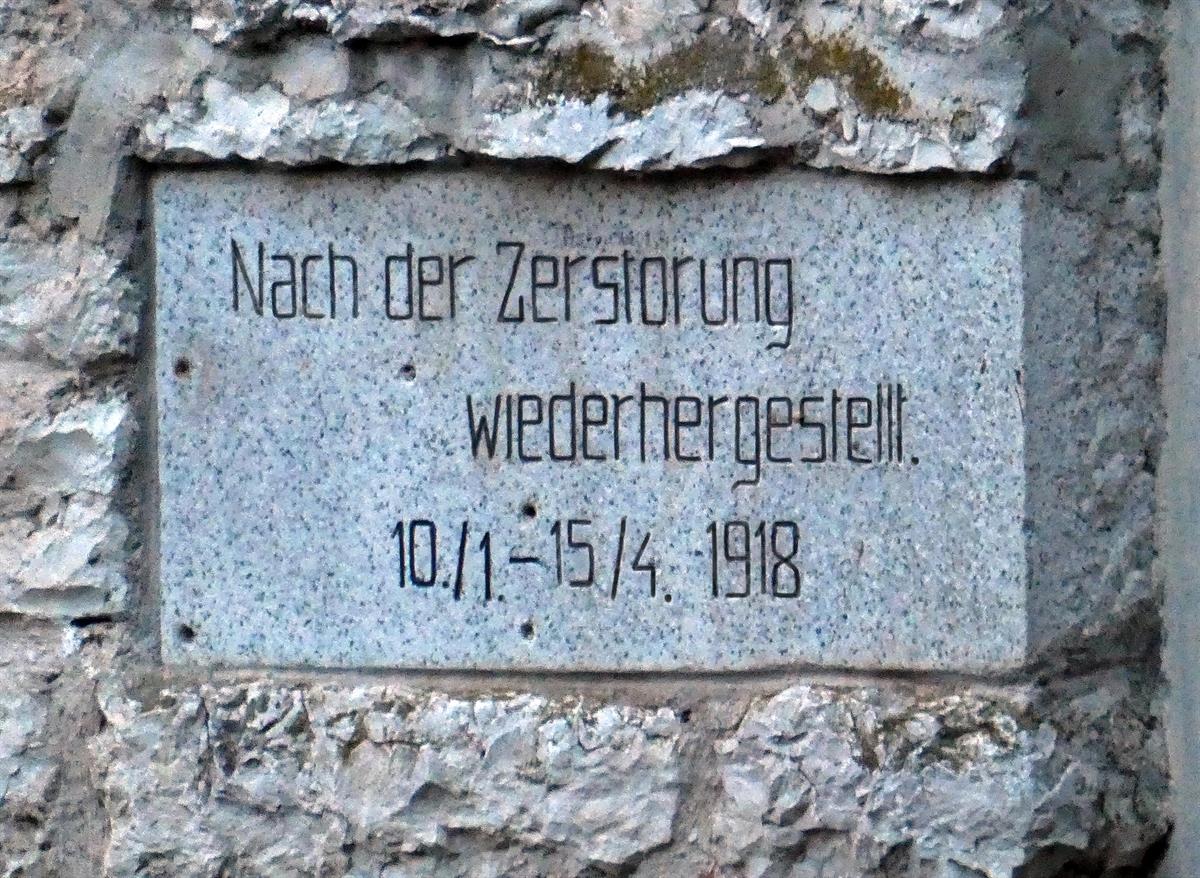 Nach der Zerstorung
wiederhergestellt.
10./1.–15/4. 1918